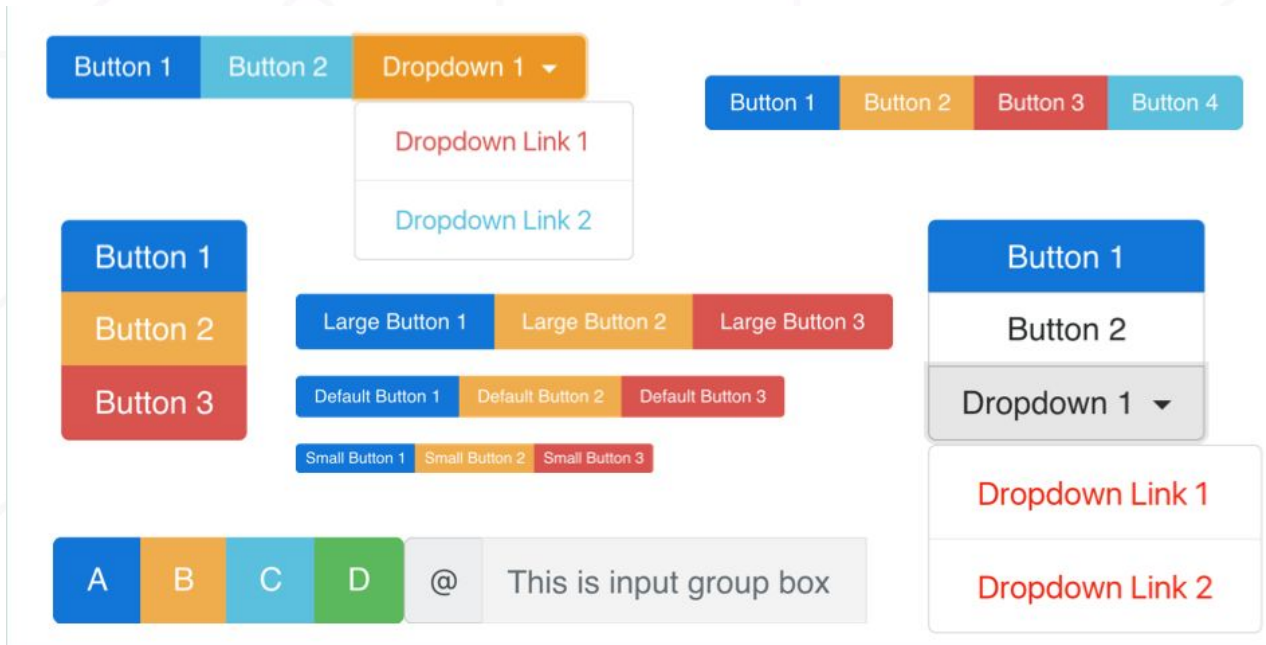 Button 1 Button 2 Dropdown 1
Dropdown Link 1
Dropdown Link 2
Button 1 Button 2 Button 3 Button 4
Button 1
Button 2
Button 3
Large Button 1 Large Button 2 Large Button 3
Default Button 1 Default Button 2 Default Button 3
Small Button 1 Small Button 2 Small Button 3
Button 1
Button 2
Dropdown 1
Dropdown Link 1
Dropdown Link 2
A B C D @ This is input group box